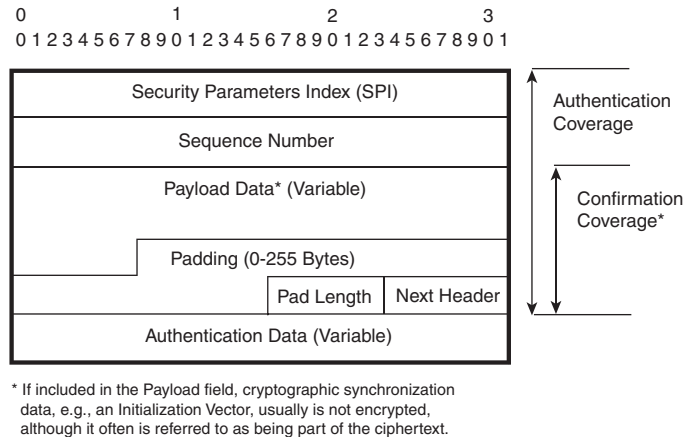 0 1 2 3
0 1 2 3 4 5 6 7 8 9 0 1 2 3 4 5 6 7 8 9 0 1 2 3 4 5 6 7 8 9 0 1
Security Parameters Index (SPI)
Authentication
Coverage
Sequence Number
Payload Data* (Variable)
Confirmation
Coverage*
Padding (0-255 Bytes)
Pad Length
Next Header
Authentication Data (Variable)
* If included in the Payload field, cryptographic synchronization
data, e.g., an Initialization Vector, usually is not encrypted,
although it often is referred to as being part of the ciphertext.